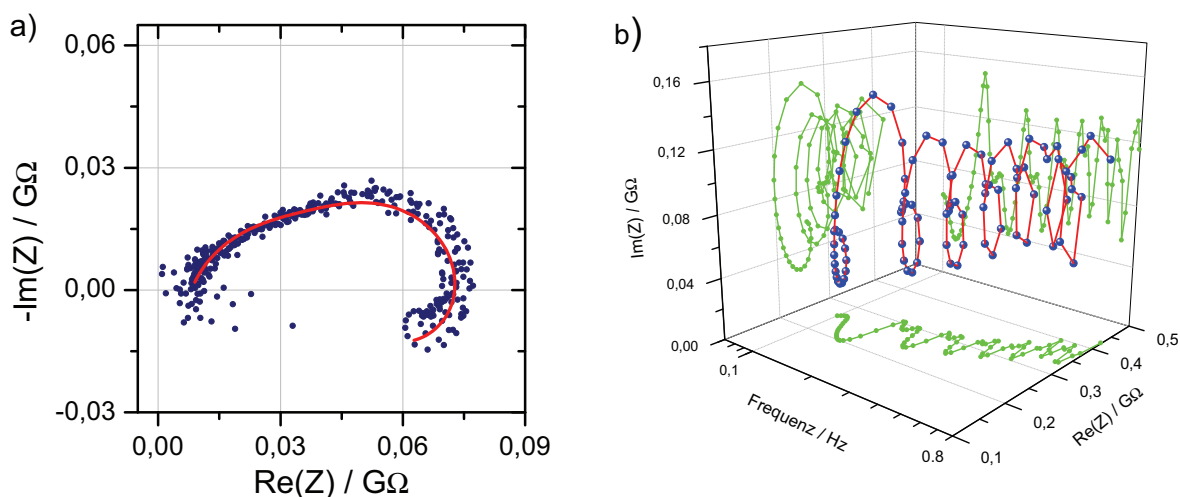 a)
0,06
0,03
0,00
-0,03
-Im(Z) / GΩ
0,00
0,03
0,06
0,09
Re(Z) / GΩ
b)
0,16
0,12
0,08
0,04
0,00
Im(Z) / GΩ
0,1
0.8
Frequenz / Hz
0,1
0,2
0,3
0,4
0,5
Re(Z) / GΩ